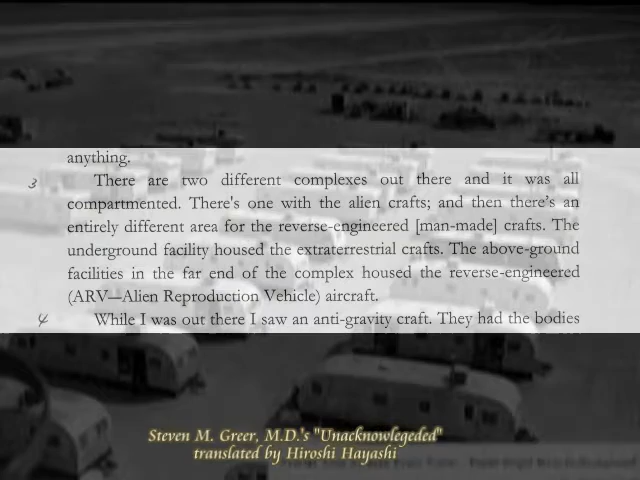 anything.
3 There are two different complexes out there and it was all
compartmented. There's one with the alien crafts; and then there's an
entirely different area for the reverse-engineered [man-made] crafts. The
underground facility housed the extraterrestrial crafts. The above-ground
facilities in the far end of the complex housed the reverse-engineered
(ARV—Alien Reproduction Vehicle) aircraft.
4 While I was out there I saw an anti-gravity craft. They had the bodies
Steven M. Greer, M.D.'s "Unacknowlegeded"
translated by Hiroshi Hayashi